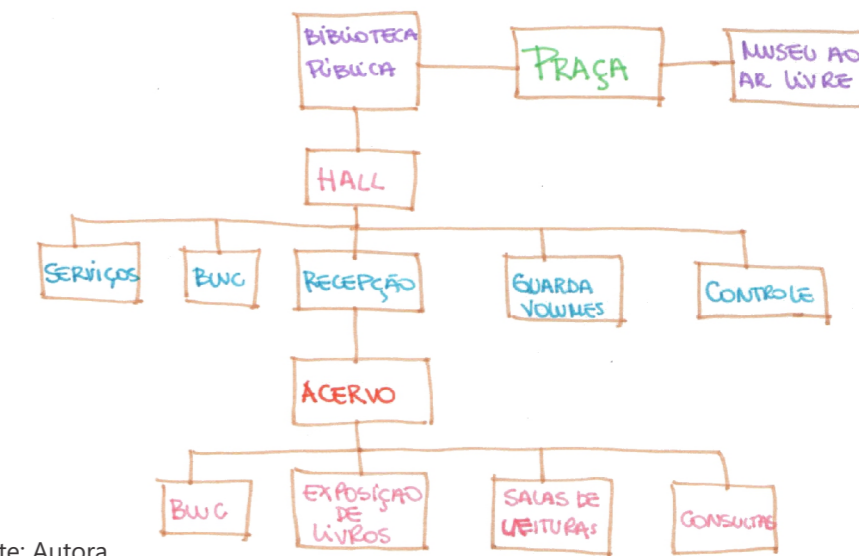 BIBLIOTECA
PÚBLICA
PRAÇA
MUSEU AO
AR LIVRE
HALL
SERVIÇOS
BWC
RECEPÇÃO
GUARDA
VOLUMES
CONTROLE
ACERVO
BWC
EXPOSIÇÃO
DE
LIVROS
SALAS DE
LEITURAS
CONSULTAS
te: Autora